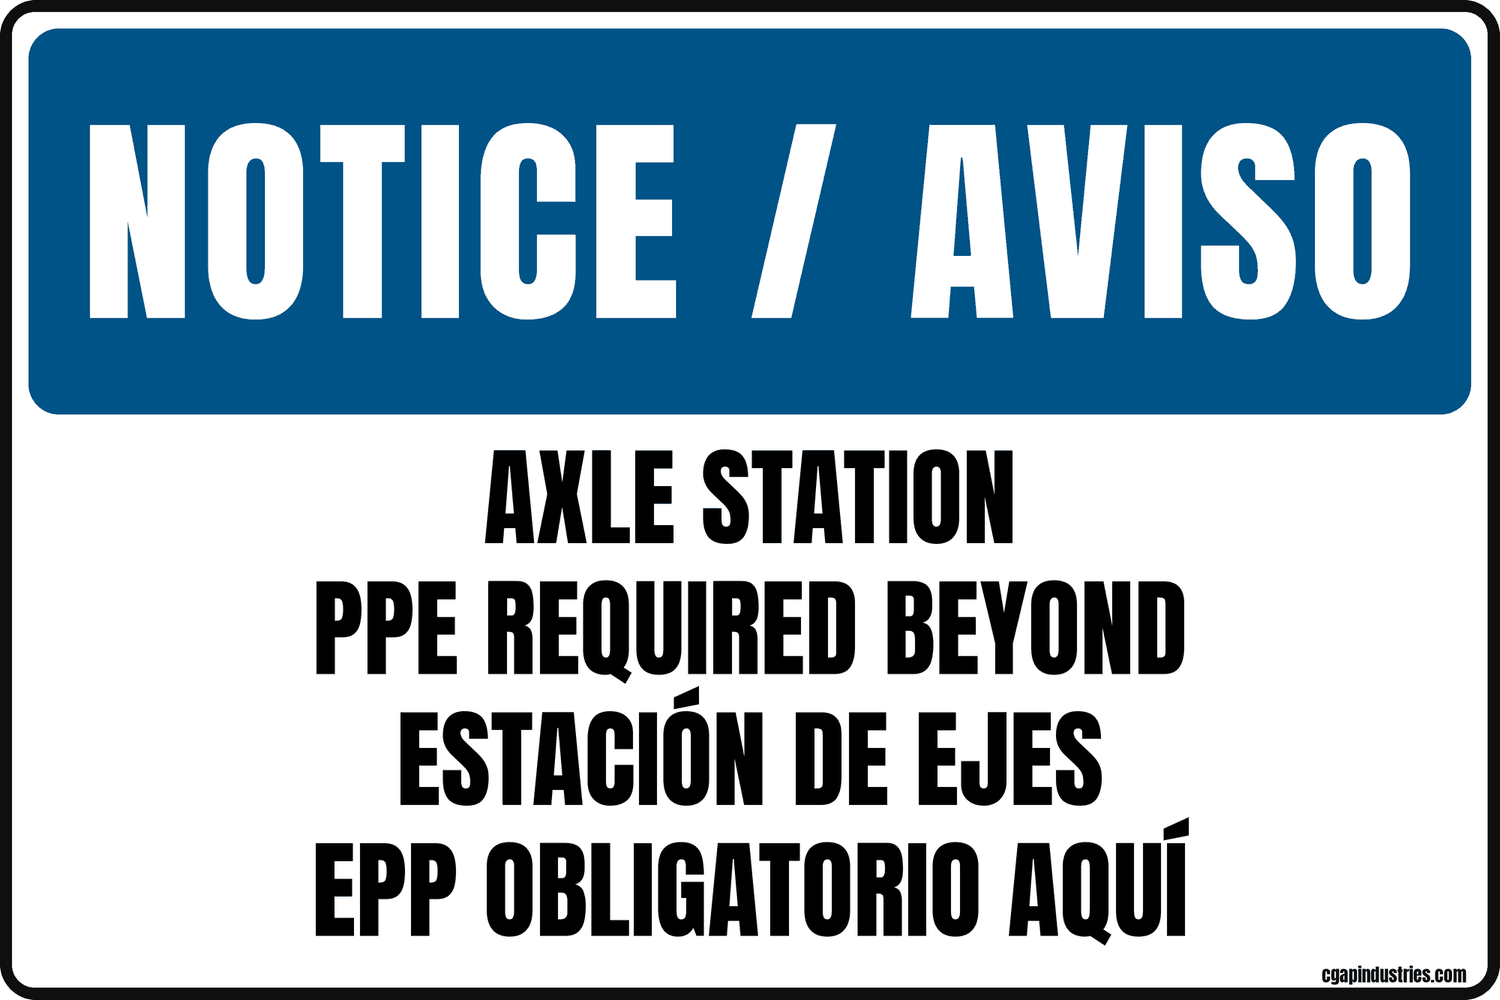 NOTICE / AVISO
AXLE STATION
PPE REQUIRED BEYOND
ESTACIÓN DE EJES
EPP OBLIGATORIO AQUÍ
cgapindustries.com